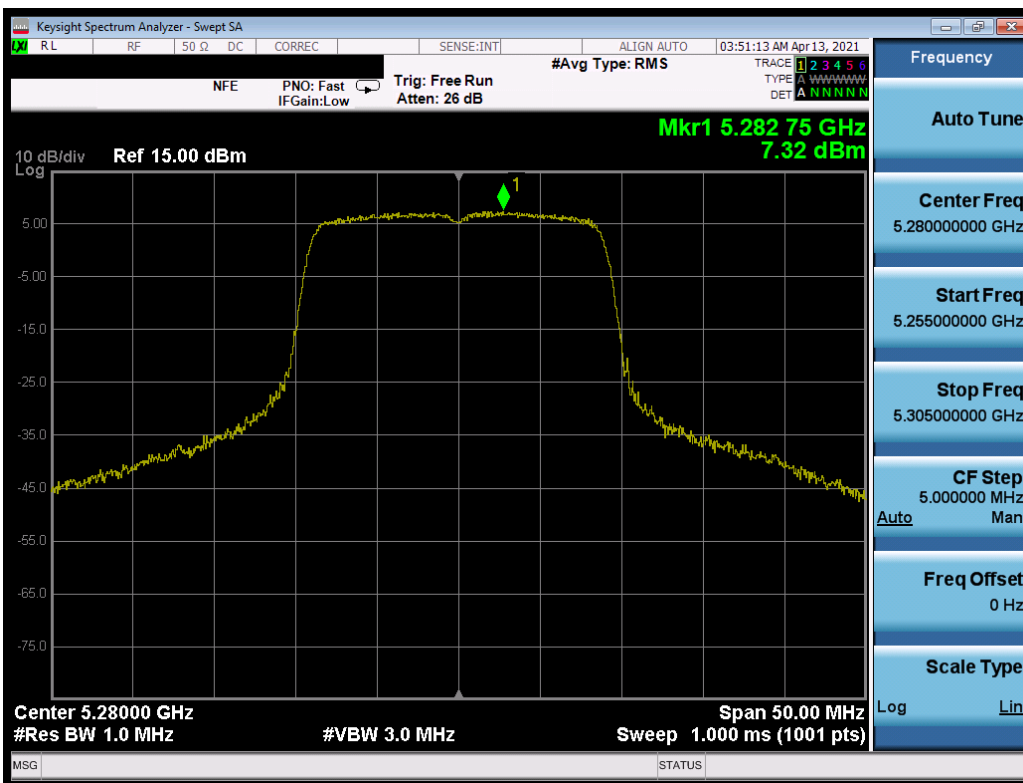 Keysight Spectrum Analyzer - Swept SA
LXI RL RF 50 Ω DC CORREC SENSE:INT ALIGN AUTO 03:51:13 AM Apr 13, 2021
NFE PNO: Fast Trig: Free Run #Avg Type: RMS TRACE 1 2 3 4 5 6
IFGain:Low Atten: 26 dB TYPE A WWWWW
DET A N N N N N
Mkr1 5.282 75 GHz
7.32 dBm
10 dB/div Ref 15.00 dBm
Log
1
5.00
-5.00
-15.0
-25.0
-35.0
-45.0
-55.0
-65.0
-75.0
Center 5.28000 GHz Span 50.00 MHz
#Res BW 1.0 MHz #VBW 3.0 MHz Sweep 1.000 ms (1001 pts)
MSG STATUS
Frequency
Auto Tune
Center Freq
5.280000000 GHz
Start Freq
5.255000000 GHz
Stop Freq
5.305000000 GHz
CF Step
5.000000 MHz
Auto Man
Freq Offset
0 Hz
Scale Type
Log Lin